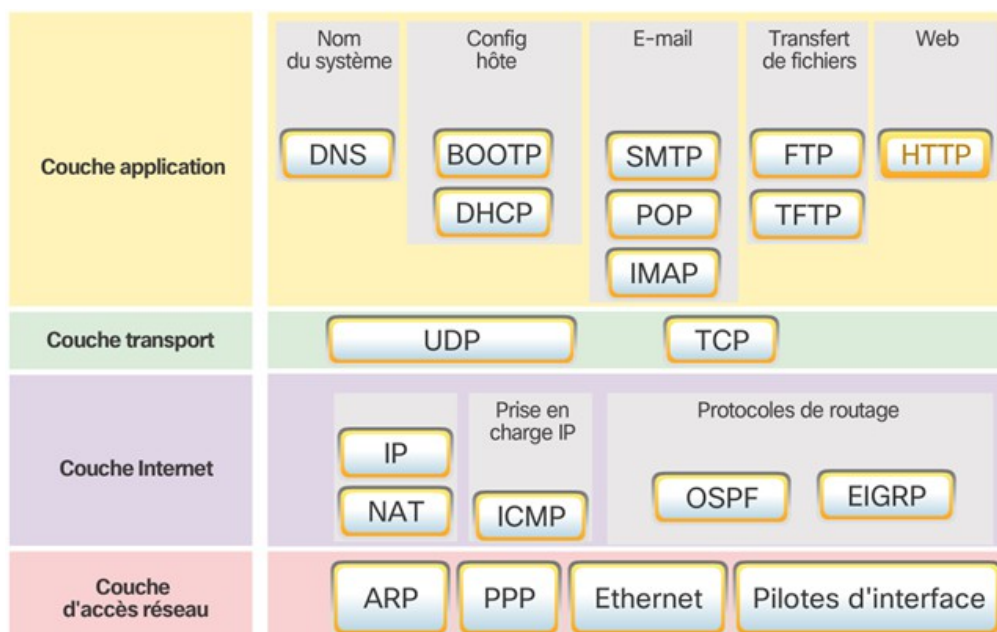 Couche application
Nom
du système
Config
hôte
E-mail
Transfert
de fichiers
Web
DNS
BOOTP
SMTP
FTP
HTTP
DHCP
POP
TFTP
IMAP
Couche transport
UDP
TCP
Couche Internet
Prise en
charge IP
Protocoles de routage
IP
NAT
ICMP
OSPF
EIGRP
Couche
d'accès réseau
ARP
PPP
Ethernet
Pilotes d'interface